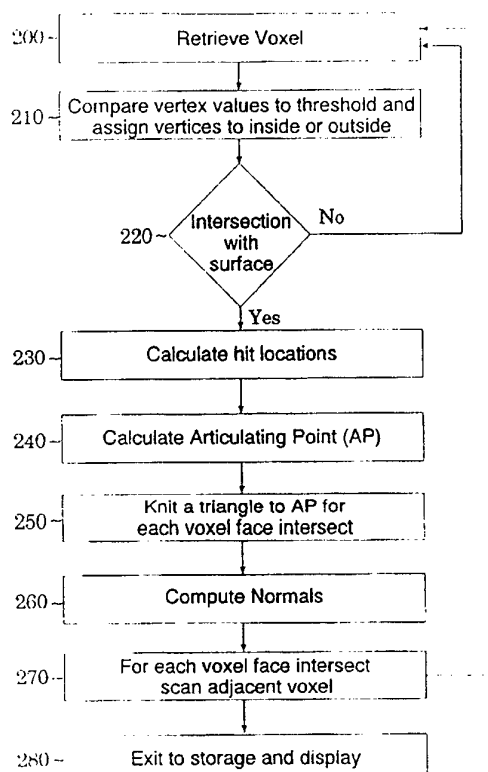 200
Retrieve Voxel
210
Compare vertex values to threshold and
assign vertices to inside or outside
220
Intersection
with
surface
No
Yes
230
Calculate hit locations
240
Calculate Articulating Point (AP)
250
Knit a triangle to AP for
each voxel face intersect
260
Compute Normals
270
For each voxel face intersect
scan adjacent voxel
280
Exit to storage and display